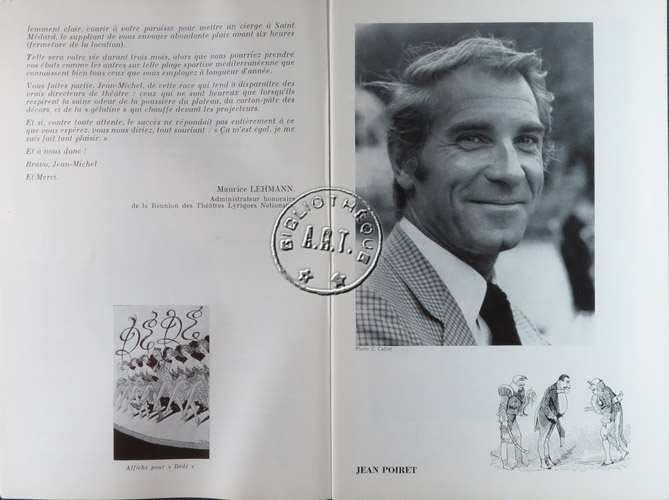 lemment clair, courir à votre paroisse pour mettre un cierge à Saint
Médard, le suppliant de vous envoyer abondante pluie avant six heures
(fermeture de la location).
Telle sera votre vie durant trois mois, alors que vous pourriez prendre
vos ébats comme les autres sur telle plage sportive méditerranéenne que
connaissent bien tous ceux que vous employez à longueur d'année.
Vous faites partie, Jean-Michel, de cette race qui tend à disparaître des
vrais directeurs de théâtre : ceux qui ne sont heureux que lorsqu'ils
respirent la saine odeur de la poussière du plateau, du carton-pâte des
décors, et de la « gélatine » qui chauffe devant les projecteurs.
Et si, contre toute attente, le succès ne répondait pas entièrement à ce
que vous espérez, vous nous diriez, tout souriant : « Ça m'est égal, je me
suis fait tant plaisir. »
Et à nous donc !
Bravo, Jean-Michel
Et Merci.
Maurice LEHMANN.
Administrateur honoraire
de la Réunion des Théâtres Lyriques Nationaux
BIBLIOTHÈQUE
A.R.T.
DÉDÉ
Affiche pour « Dédé »
JEAN POIRET